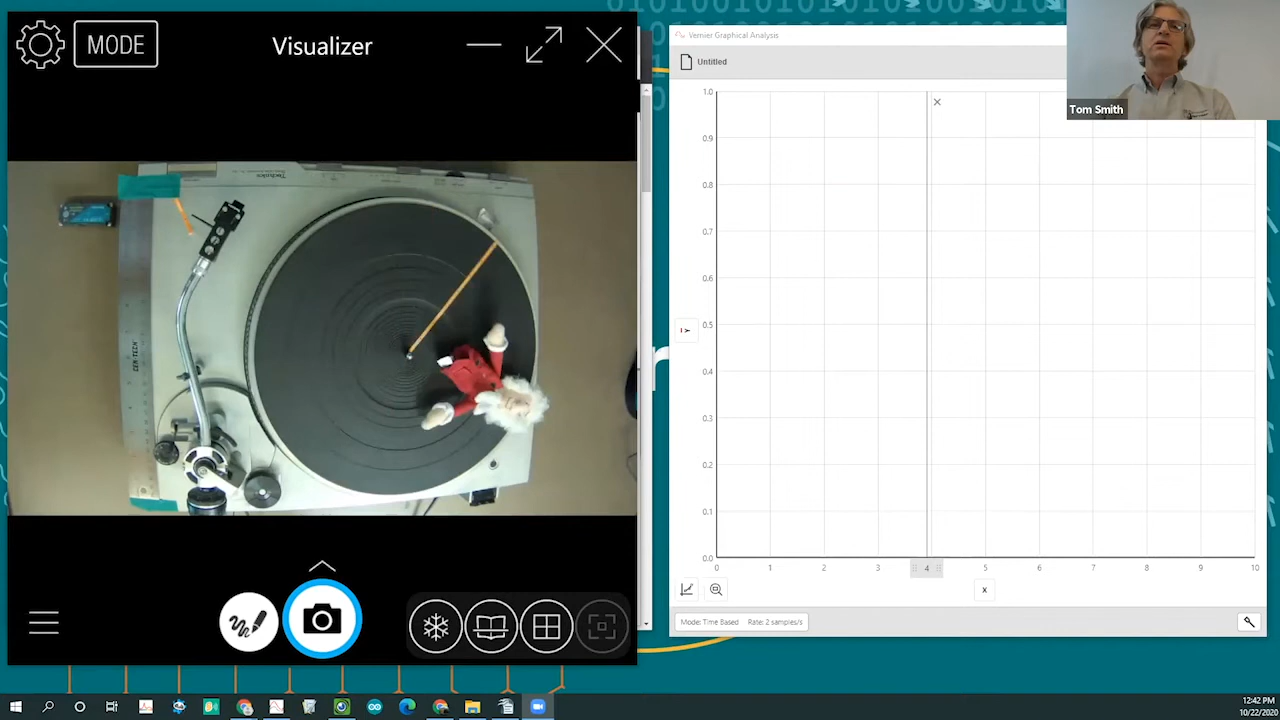 MODE
Visualizer
Vernier Graphical Analysis
Untitled
Tom Smith
1.0
0.9
0.8
0.7
0.6
0.5
0.4
0.3
0.2
0.1
0.0
0 1 2 3 4 5 6 7 8 9 10
Y
x
Mode: Time Based Rate: 2 samples/s
Technics
12:42 PM
10/22/2020